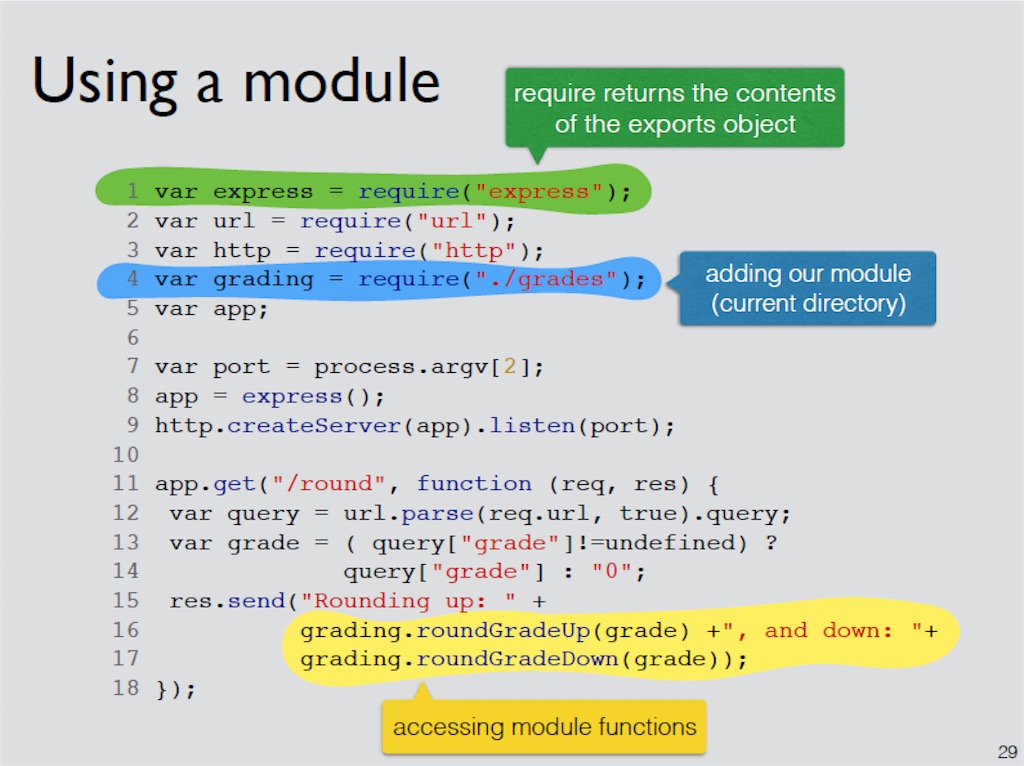 Using a module
require returns the contents
of the exports object
1 var express = require("express");
2 var url = require("url");
3 var http = require("http");
4 var grading = require("./grades");
adding our module
(current directory)
5 var app;
6
7 var port = process.argv[2];
8 app = express();
9 http.createServer(app).listen(port);
10
11 app.get("/round", function (req, res) {
12  var query = url.parse(req.url, true).query;
13  var grade = ( query["grade"]!=undefined) ?
14              query["grade"] : "0";
15  res.send("Rounding up: " +
16           grading.roundGradeUp(grade) +", and down: "+
17           grading.roundGradeDown(grade));
18 });
accessing module functions
29